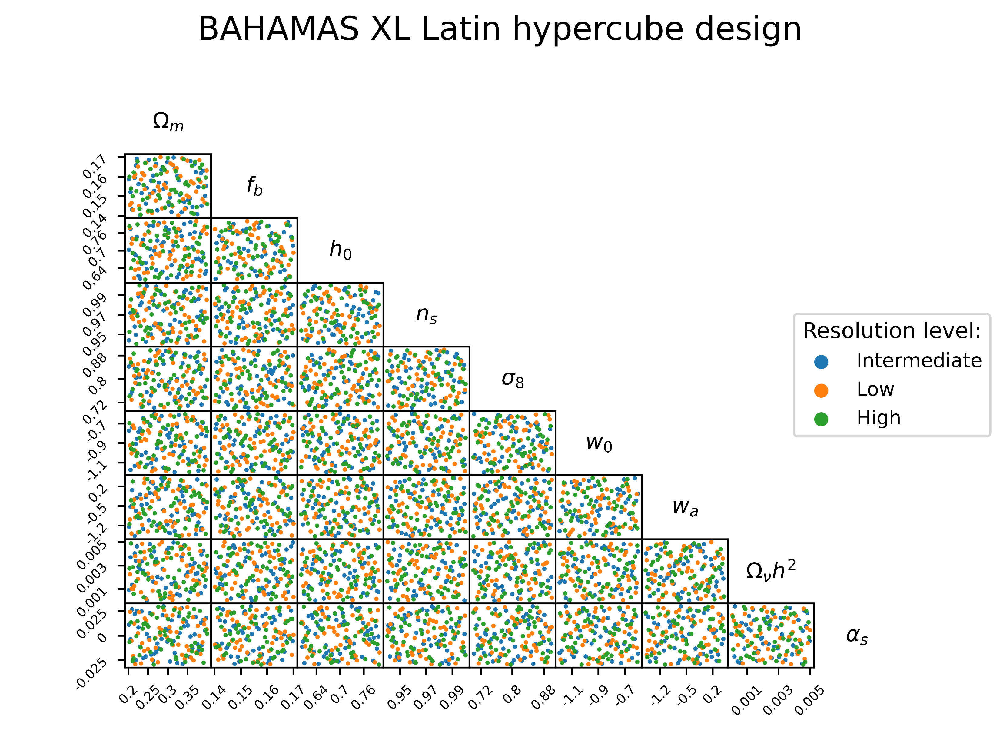 BAHAMAS XL Latin hypercube design
Ωm
0.17
0.16
0.15
0.14
fb
0.76
0.7
0.64
h0
0.99
0.97
0.95
ns
Resolution level:
Intermediate
Low
High
0.88
0.8
0.72
σ8
-0.7
-0.9
-1.1
w0
0.2
-0.5
-1.2
wa
0.005
0.003
0.001
Ωνh²
0.025
0
-0.025
αs
0.2 0.25 0.3 0.35 0.14 0.15 0.16 0.17 0.64 0.7 0.76 0.95 0.97 0.99 0.72 0.8 0.88 -1.1 -0.9 -0.7 -1.2 -0.5 0.2 0.001 0.003 0.005